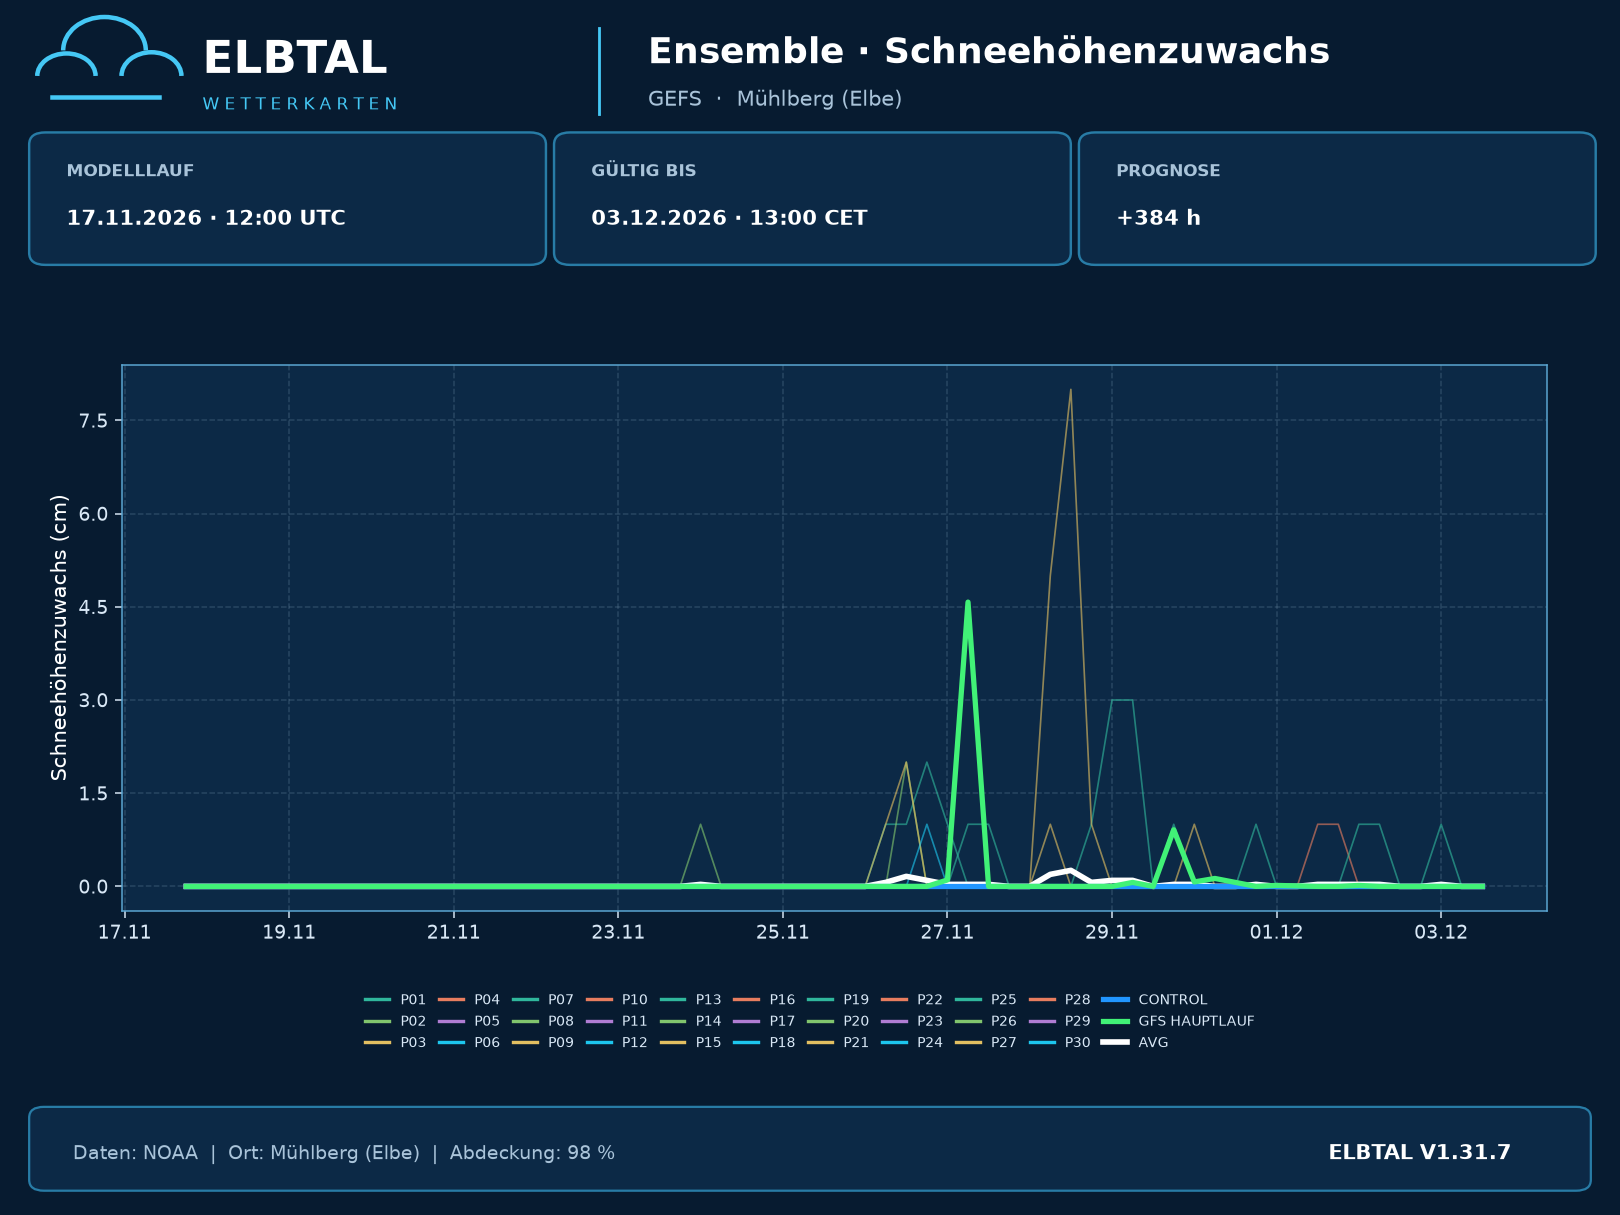 ELBTAL
WETTERKARTEN
Ensemble · Schneehöhenzuwachs
GEFS · Mühlberg (Elbe)
MODELLLAUF
17.11.2026 · 12:00 UTC
GÜLTIG BIS
03.12.2026 · 13:00 CET
PROGNOSE
+384 h
Schneehöhenzuwachs (cm)
7.5
6.0
4.5
3.0
1.5
0.0
17.11 19.11 21.11 23.11 25.11 27.11 29.11 01.12 03.12
P01 P04 P07 P10 P13 P16 P19 P22 P25 P28 CONTROL
P02 P05 P08 P11 P14 P17 P20 P23 P26 P29 GFS HAUPTLAUF
P03 P06 P09 P12 P15 P18 P21 P24 P27 P30 AVG
Daten: NOAA | Ort: Mühlberg (Elbe) | Abdeckung: 98 %
ELBTAL V1.31.7